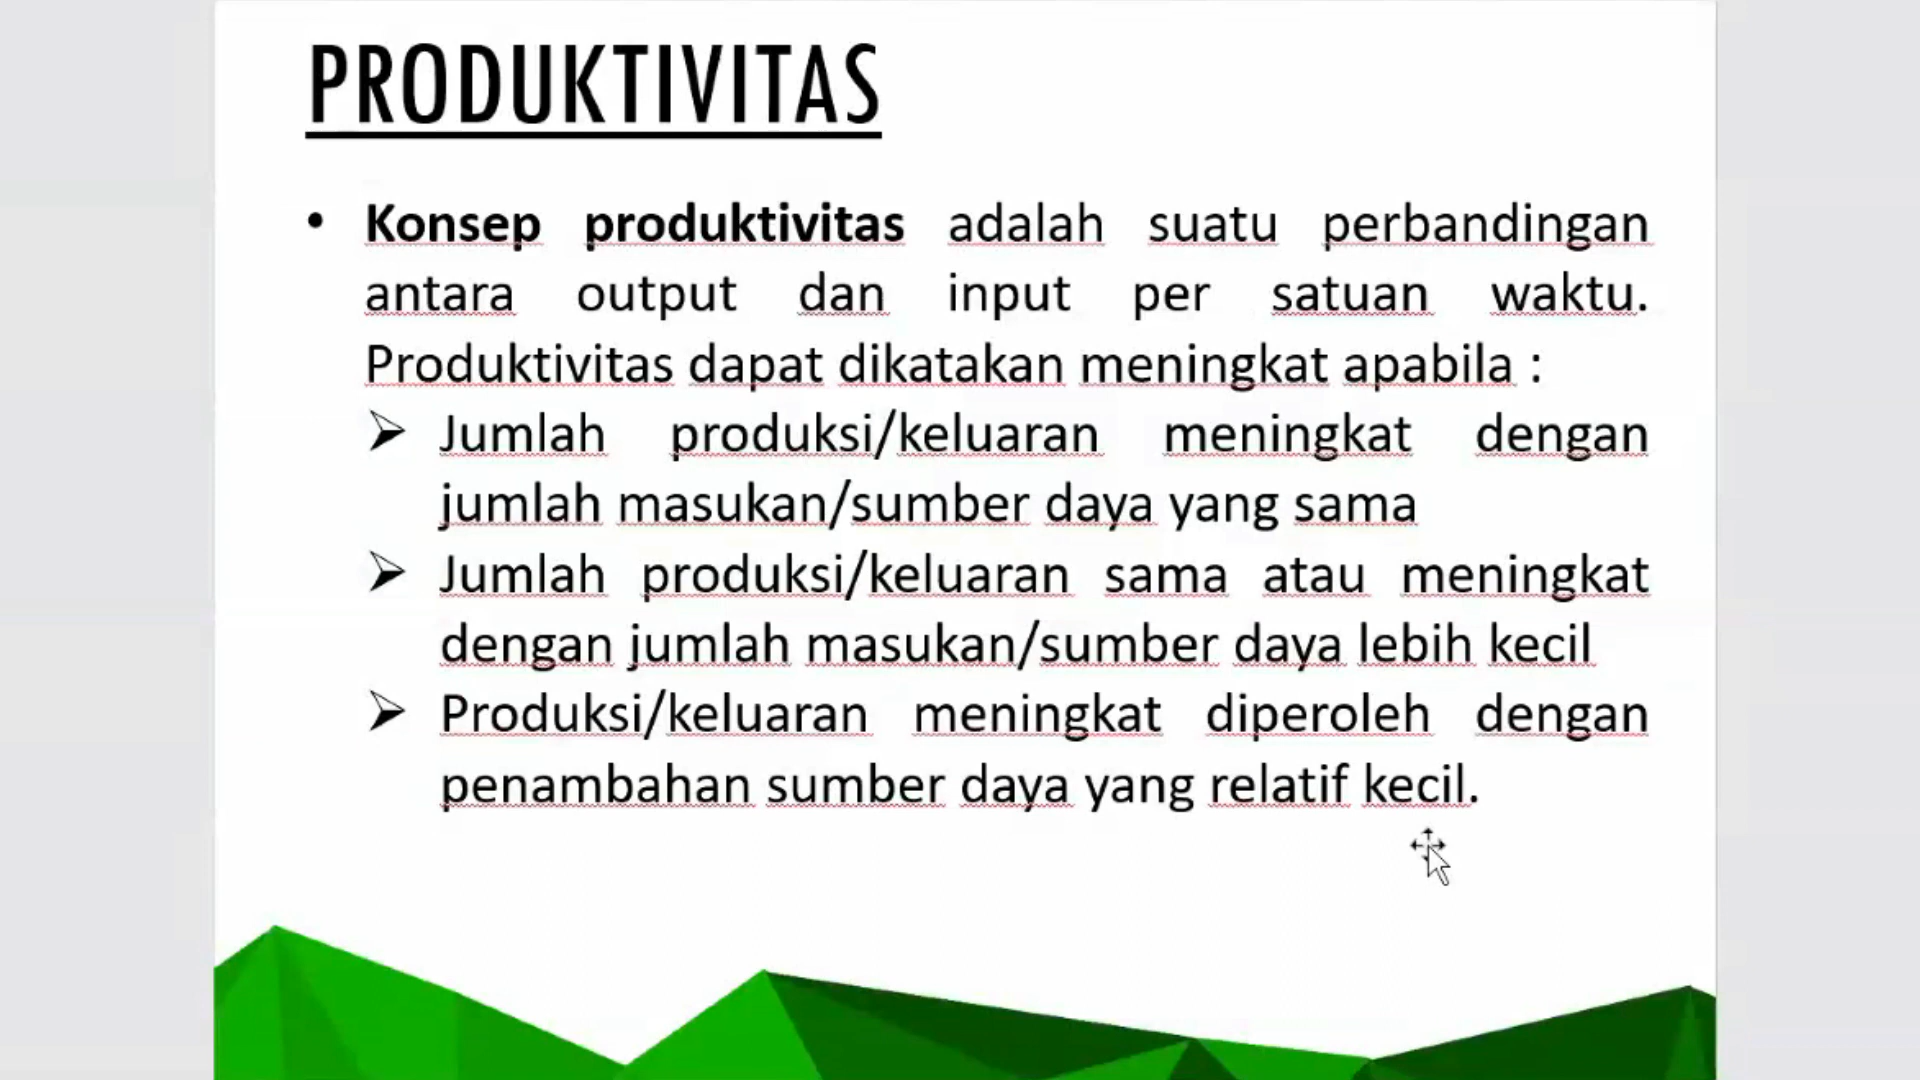 PRODUKTIVITAS
• Konsep produktivitas adalah suatu perbandingan
antara output dan input per satuan waktu.
Produktivitas dapat dikatakan meningkat apabila :
➢ Jumlah produksi/keluaran meningkat dengan
jumlah masukan/sumber daya yang sama
➢ Jumlah produksi/keluaran sama atau meningkat
dengan jumlah masukan/sumber daya lebih kecil
➢ Produksi/keluaran meningkat diperoleh dengan
penambahan sumber daya yang relatif kecil.